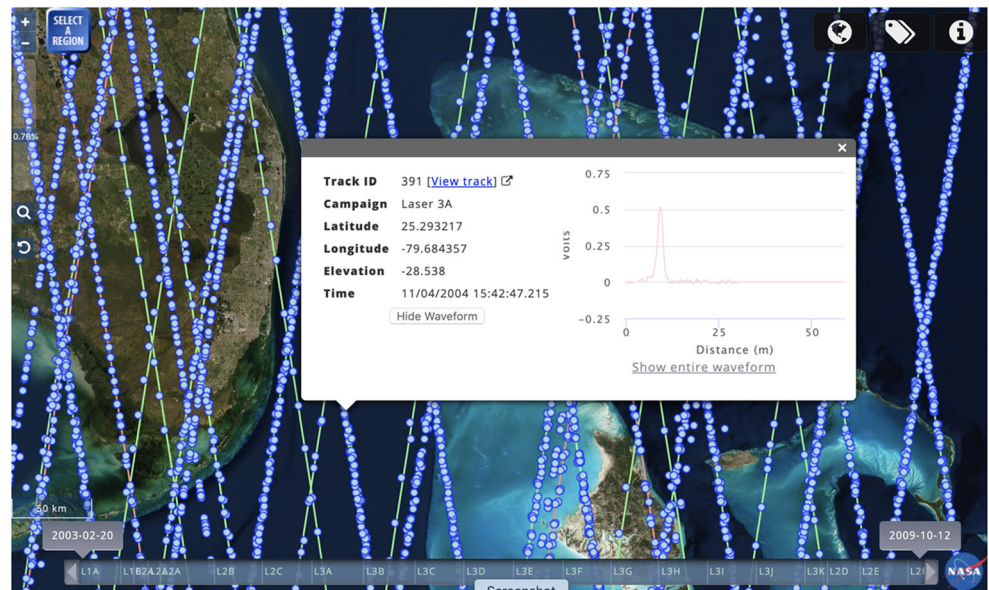 +
SELECT
A
REGION
−
0.78%
Track ID 391 [View track]
Campaign Laser 3A
Latitude 25.293217
Longitude -79.684357
Elevation -28.538
Time 11/04/2004 15:42:47.215
Hide Waveform
0.75
0.5
0.25
0
−0.25
Volts
0 25 50
Distance (m)
Show entire waveform
50 km
2003-02-20
2009-10-12
L1A L2A L2B L2C L3A L3B L3C L3D L3E L3F L3G L3H L3I L3J L3K L2D L2E
NASA
Screenshot